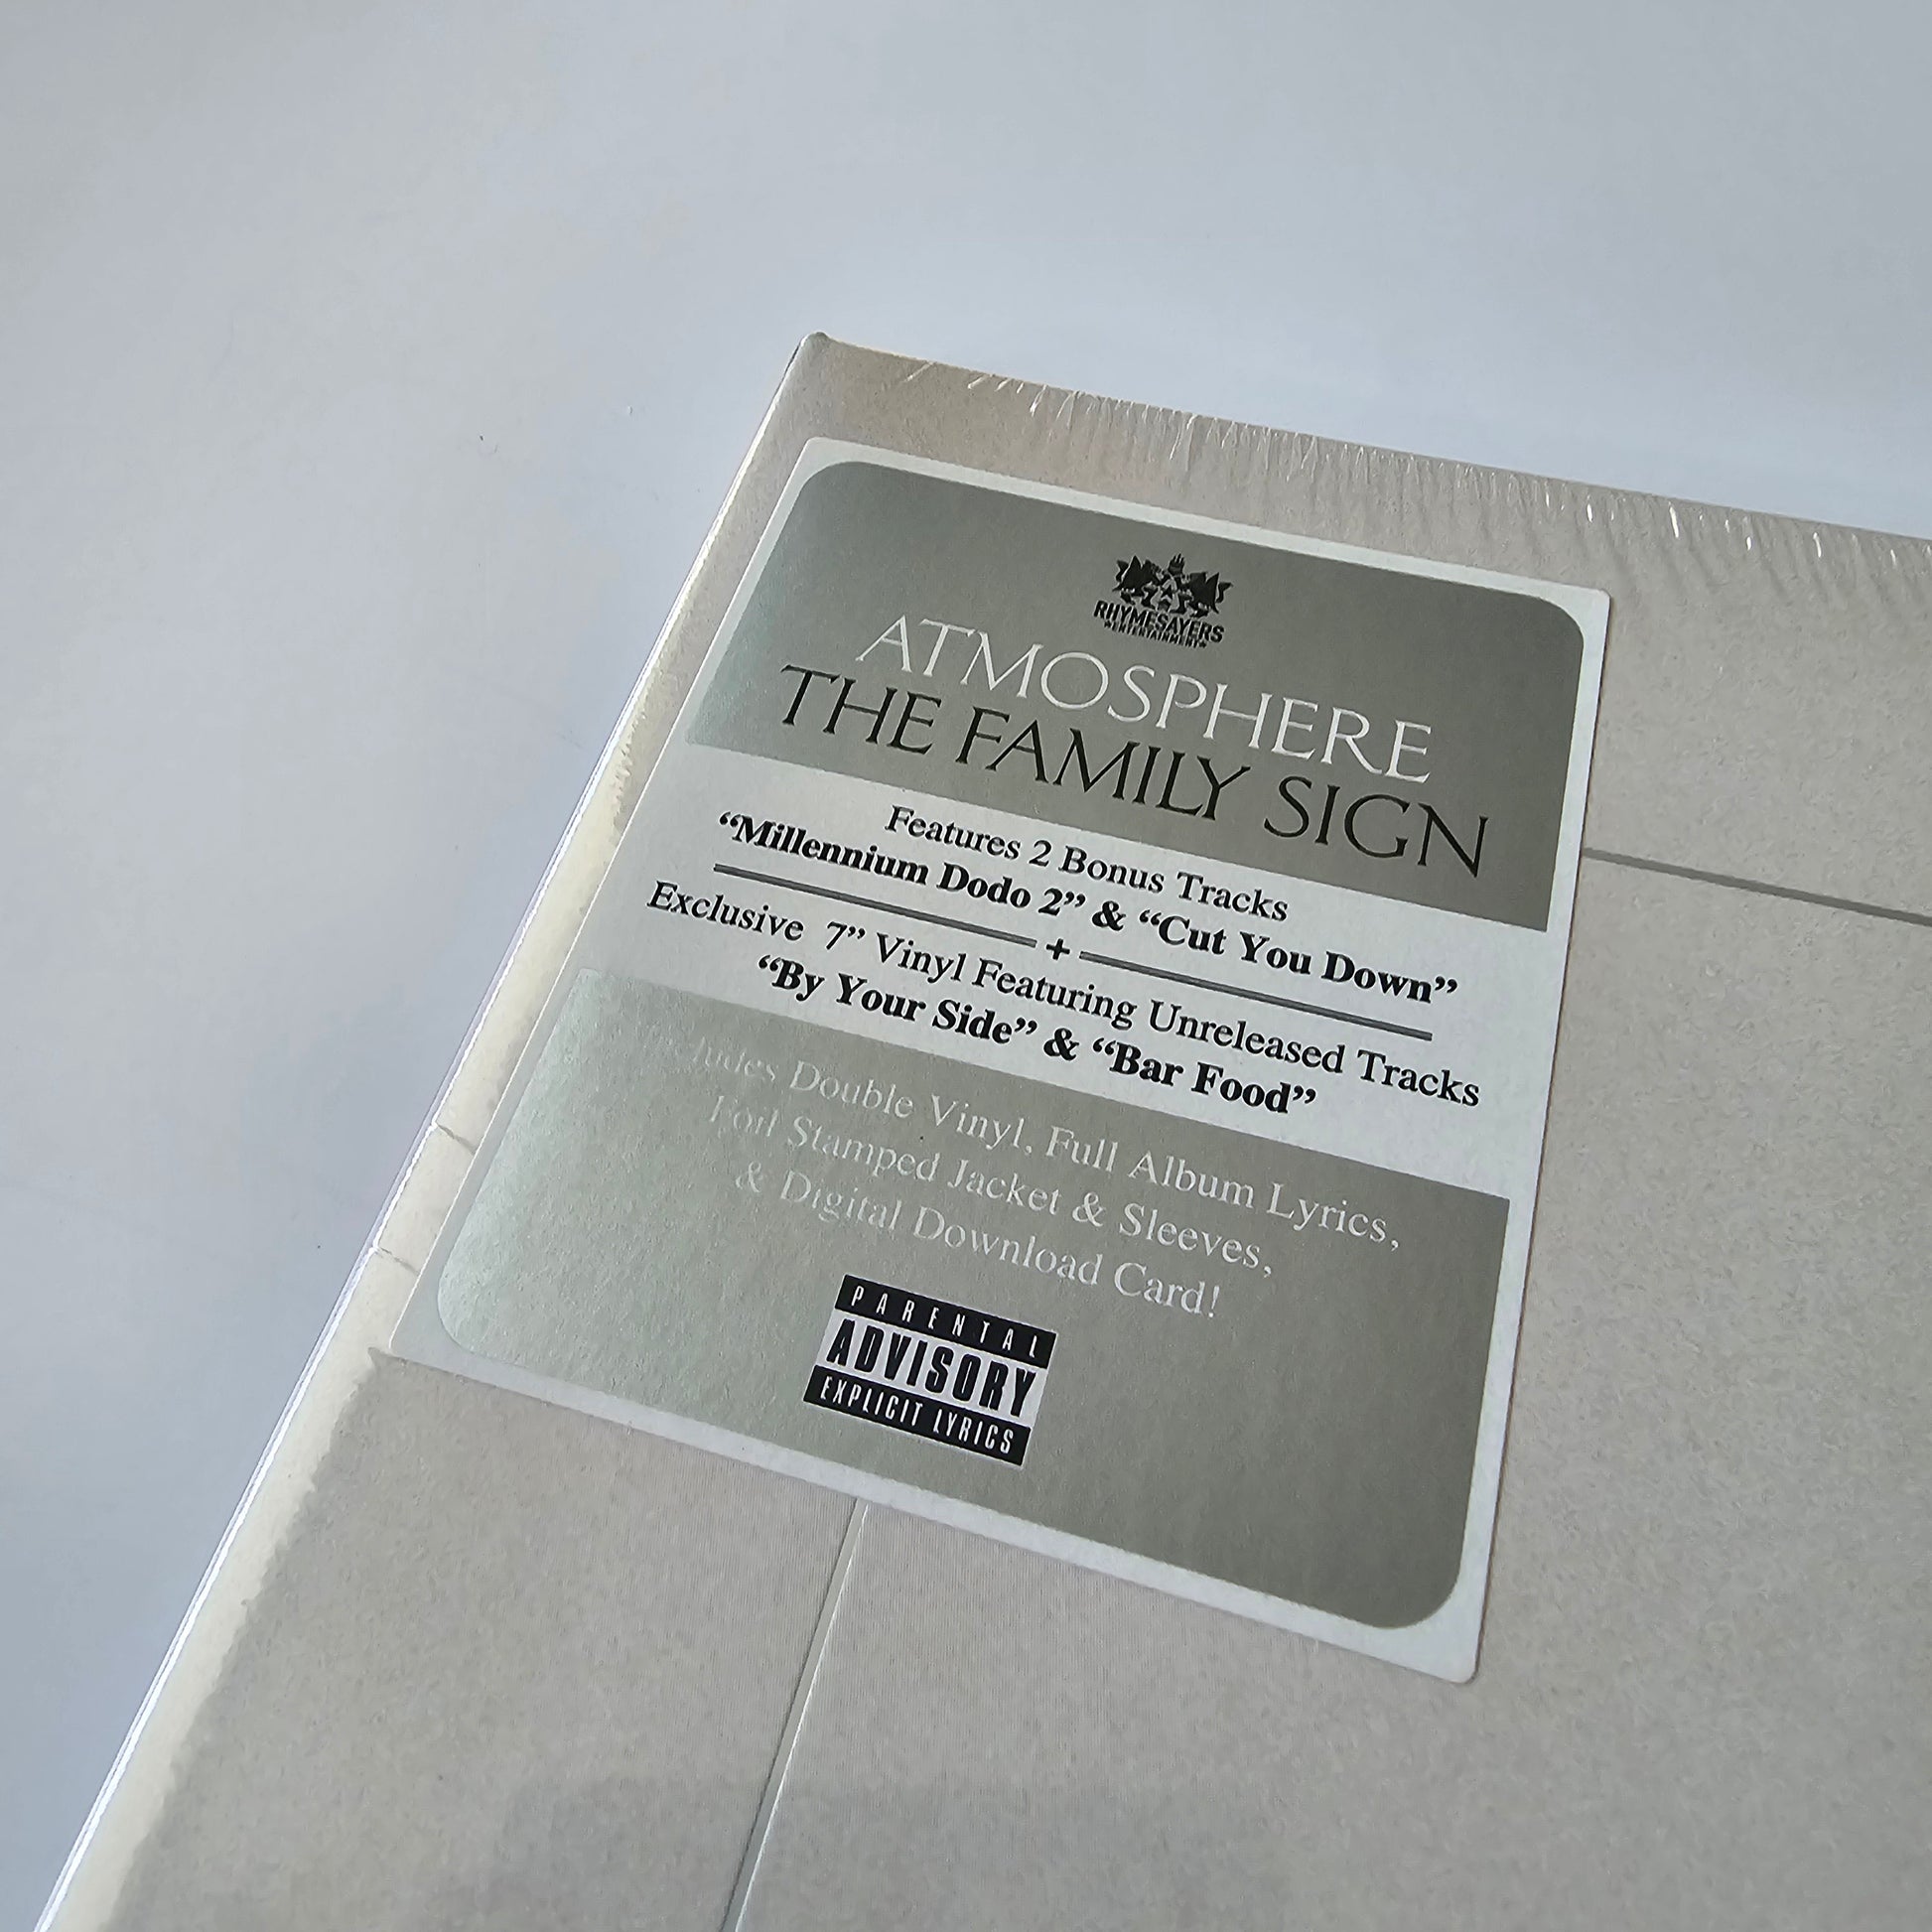 RHYMESAYERS
ENTERTAINMENT
ATMOSPHERE
THE FAMILY SIGN
Features 2 Bonus Tracks
“Millennium Dodo 2” & “Cut You Down”
+
Exclusive 7” Vinyl Featuring Unreleased Tracks
“By Your Side” & “Bar Food”
Includes Double Vinyl, Full Album Lyrics,
Foil Stamped Jacket & Sleeves,
& Digital Download Card!
PARENTAL
ADVISORY
EXPLICIT LYRICS